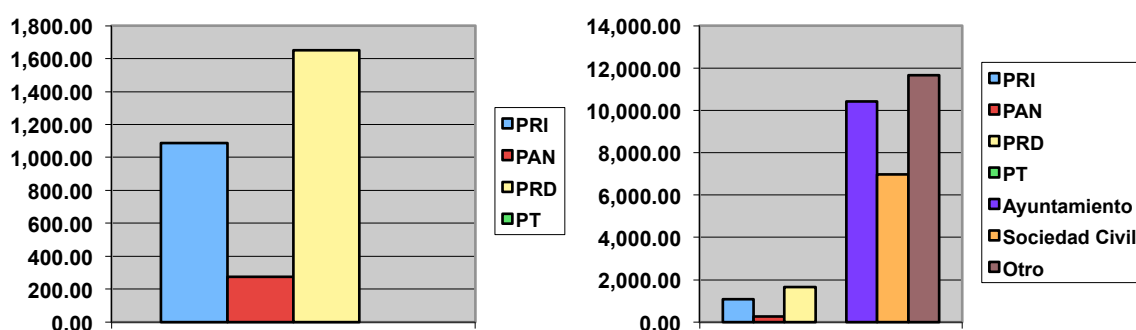 1,800.00
1,600.00
1,400.00
1,200.00
1,000.00
800.00
600.00
400.00
200.00
0.00
PRI
PAN
PRD
PT
14,000.00
12,000.00
10,000.00
8,000.00
6,000.00
4,000.00
2,000.00
0.00
PRI
PAN
PRD
PT
Ayuntamiento
Sociedad Civil
Otro